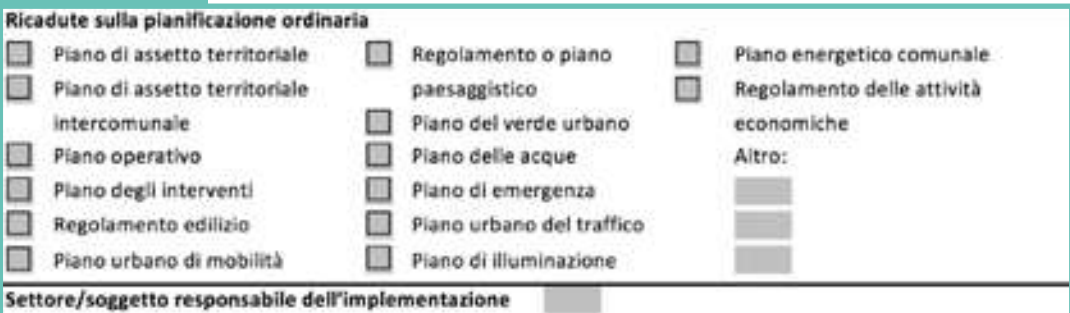 Ricadute sulla pianificazione ordinaria
Piano di assetto territoriale
Piano di assetto territoriale
intercomunale
Piano operativo
Piano degli interventi
Regolamento edilizio
Piano urbano di mobilità
Regolamento o piano
paesaggistico
Piano del verde urbano
Piano delle acque
Piano di emergenza
Piano urbano del traffico
Piano di illuminazione
Piano energetico comunale
Regolamento delle attività
economiche
Altro:
Settore/soggetto responsabile dell'implementazione